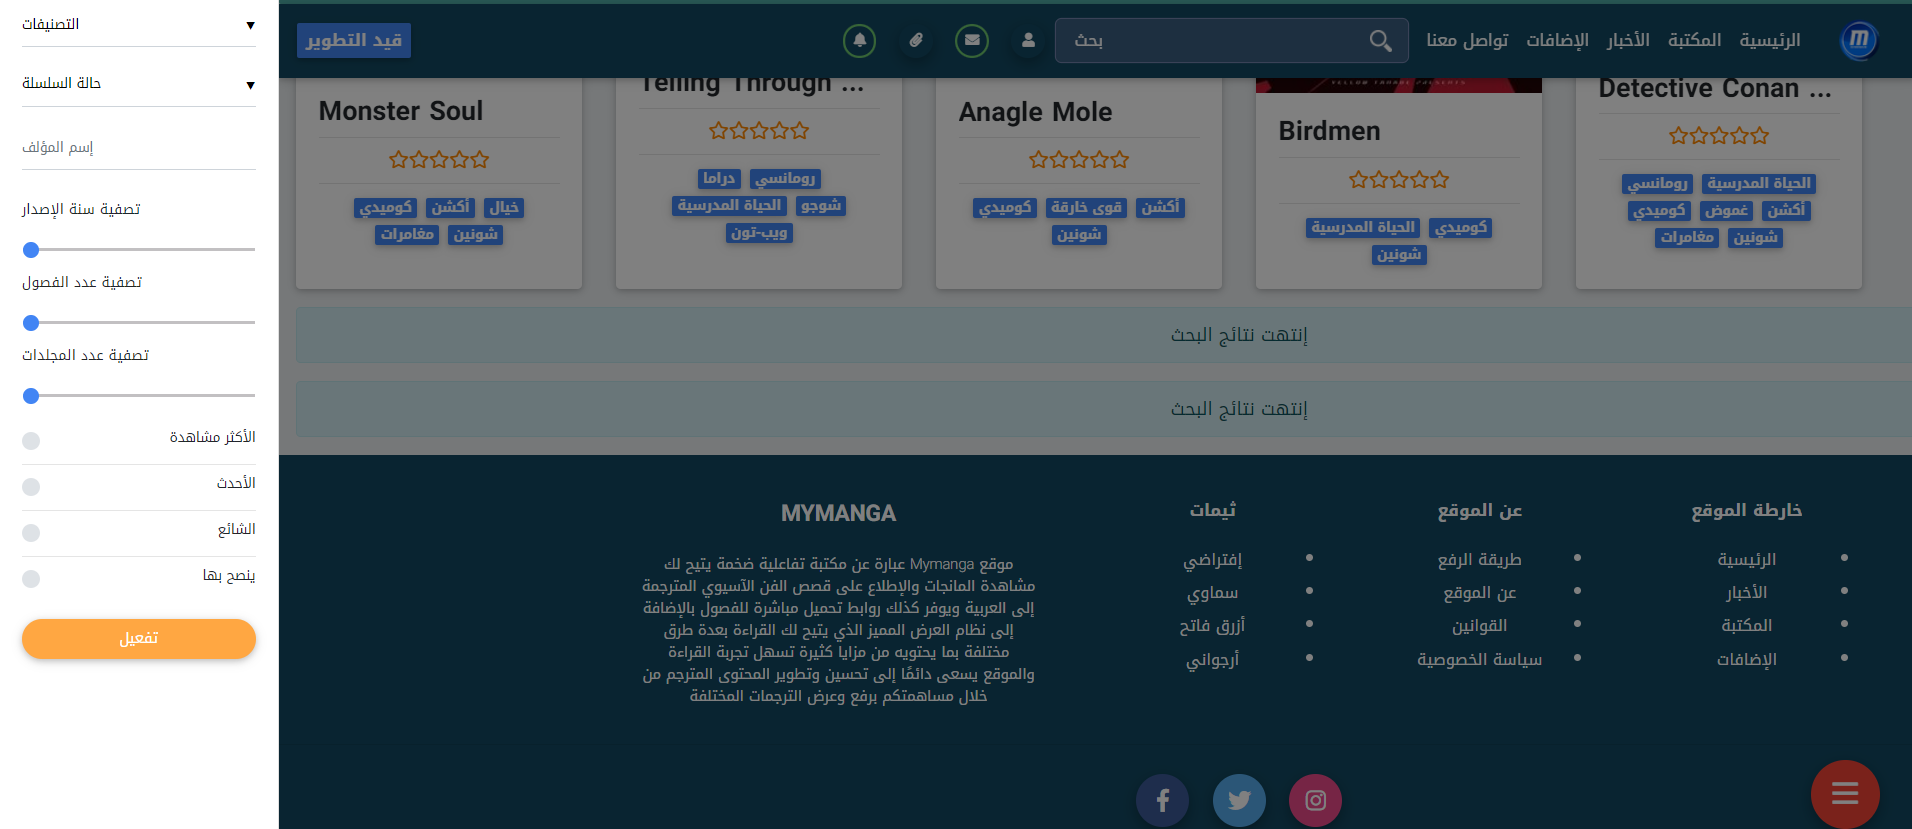 الرئيسية
المكتبة
الأخبار
الإضافات
تواصل معنا
بحث
قيد التطوير
التصنيفات
حالة السلسلة
إسم المؤلف
تصفية سنة الإصدار
تصفية عدد الفصول
تصفية عدد المجلدات
الأكثر مشاهدة
الأحدث
الشائع
ينصح بها
تفعيل
Detective Conan ...
الحياة المدرسية رومانسي
أكشن غموض كوميدي
شونين مغامرات
YELLOW TANABE PRESENTS
Birdmen
كوميدي الحياة المدرسية
شونين
Anagle Mole
أكشن قوى خارقة كوميدي
شونين
Telling Through ...
رومانسي دراما
شوجو الحياة المدرسية
ويب-تون
Monster Soul
خيال أكشن كوميدي
شونين مغامرات
إنتهت نتائج البحث
إنتهت نتائج البحث
خارطة الموقع
الرئيسية
الأخبار
المكتبة
الإضافات
عن الموقع
طريقة الرفع
عن الموقع
القوانين
سياسة الخصوصية
ثيمات
إفتراضي
سماوي
أزرق فاتح
أرجواني
MYMANGA
موقع Mymanga عبارة عن مكتبة تفاعلية ضخمة يتيح لك
مشاهدة المانجات والإطلاع على قصص الفن الآسيوي المترجمة
إلى العربية ويوفر كذلك روابط تحميل مباشرة للفصول بالإضافة
إلى نظام العرض المميز الذي يتيح لك القراءة بعدة طرق
مختلفة بما يحتويه من مزايا كثيرة تسهل تجربة القراءة
والموقع يسعى دائمًا إلى تحسين وتطوير المحتوى المترجم من
خلال مساهمتكم برفع وعرض الترجمات المختلفة